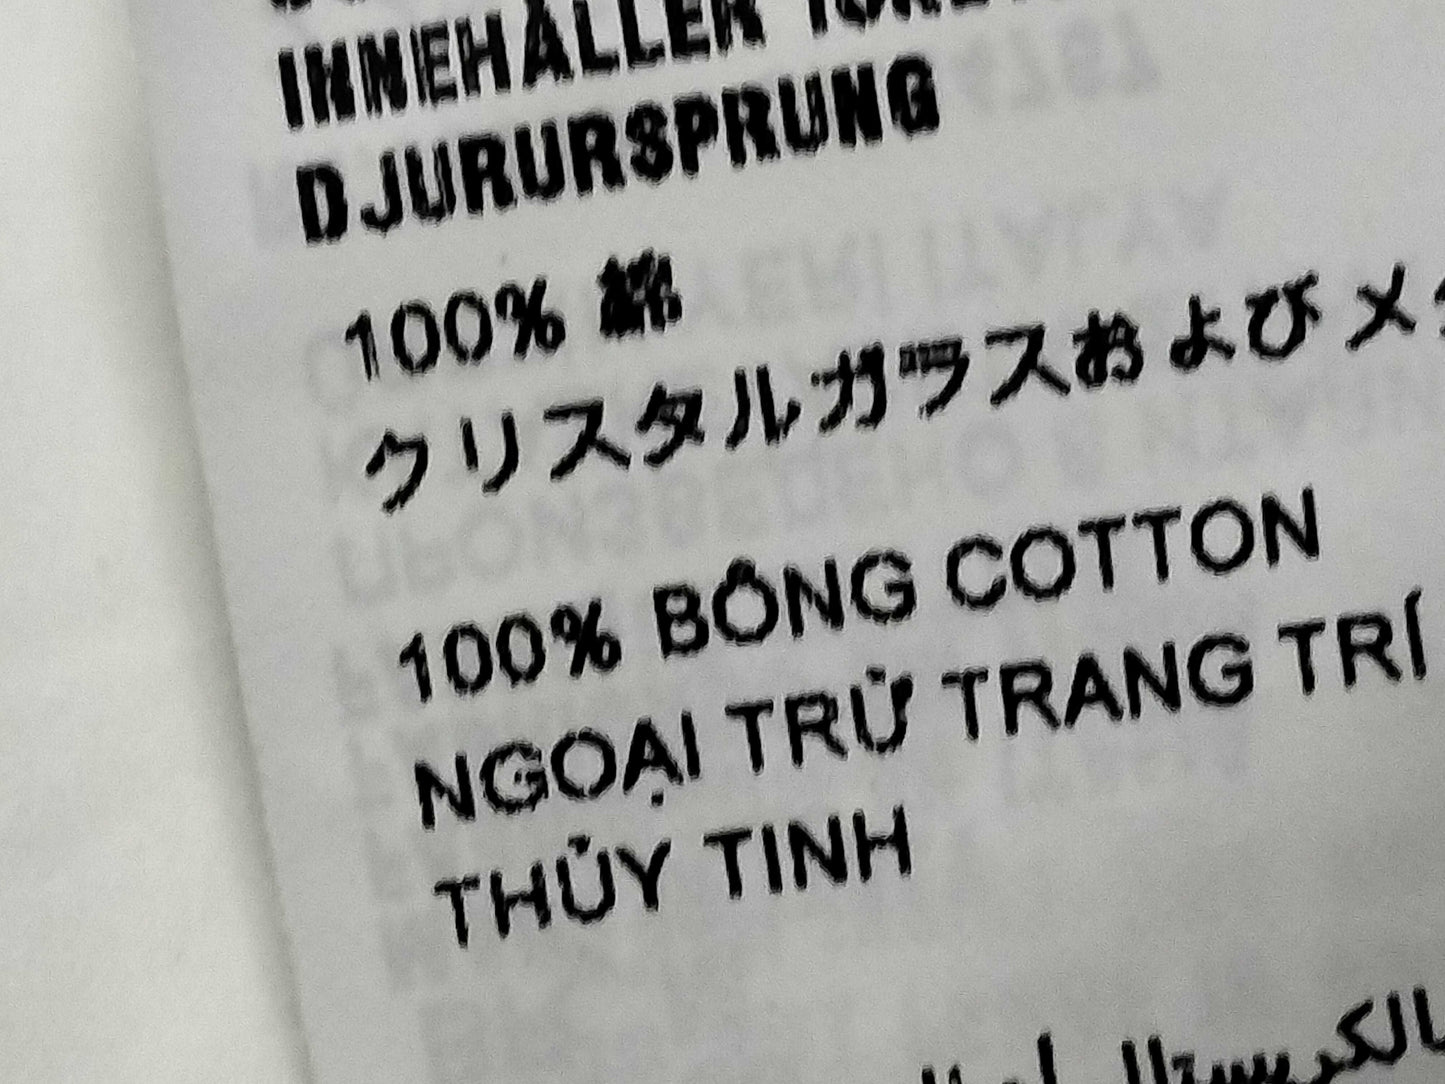 INNEHÅLLER
DJURURSPRUNG
100% 綿
クリスタルガラスおよびメタ
100% BÔNG COTTON
NGOẠI TRỪ TRANG TRÍ
THỦY TINH